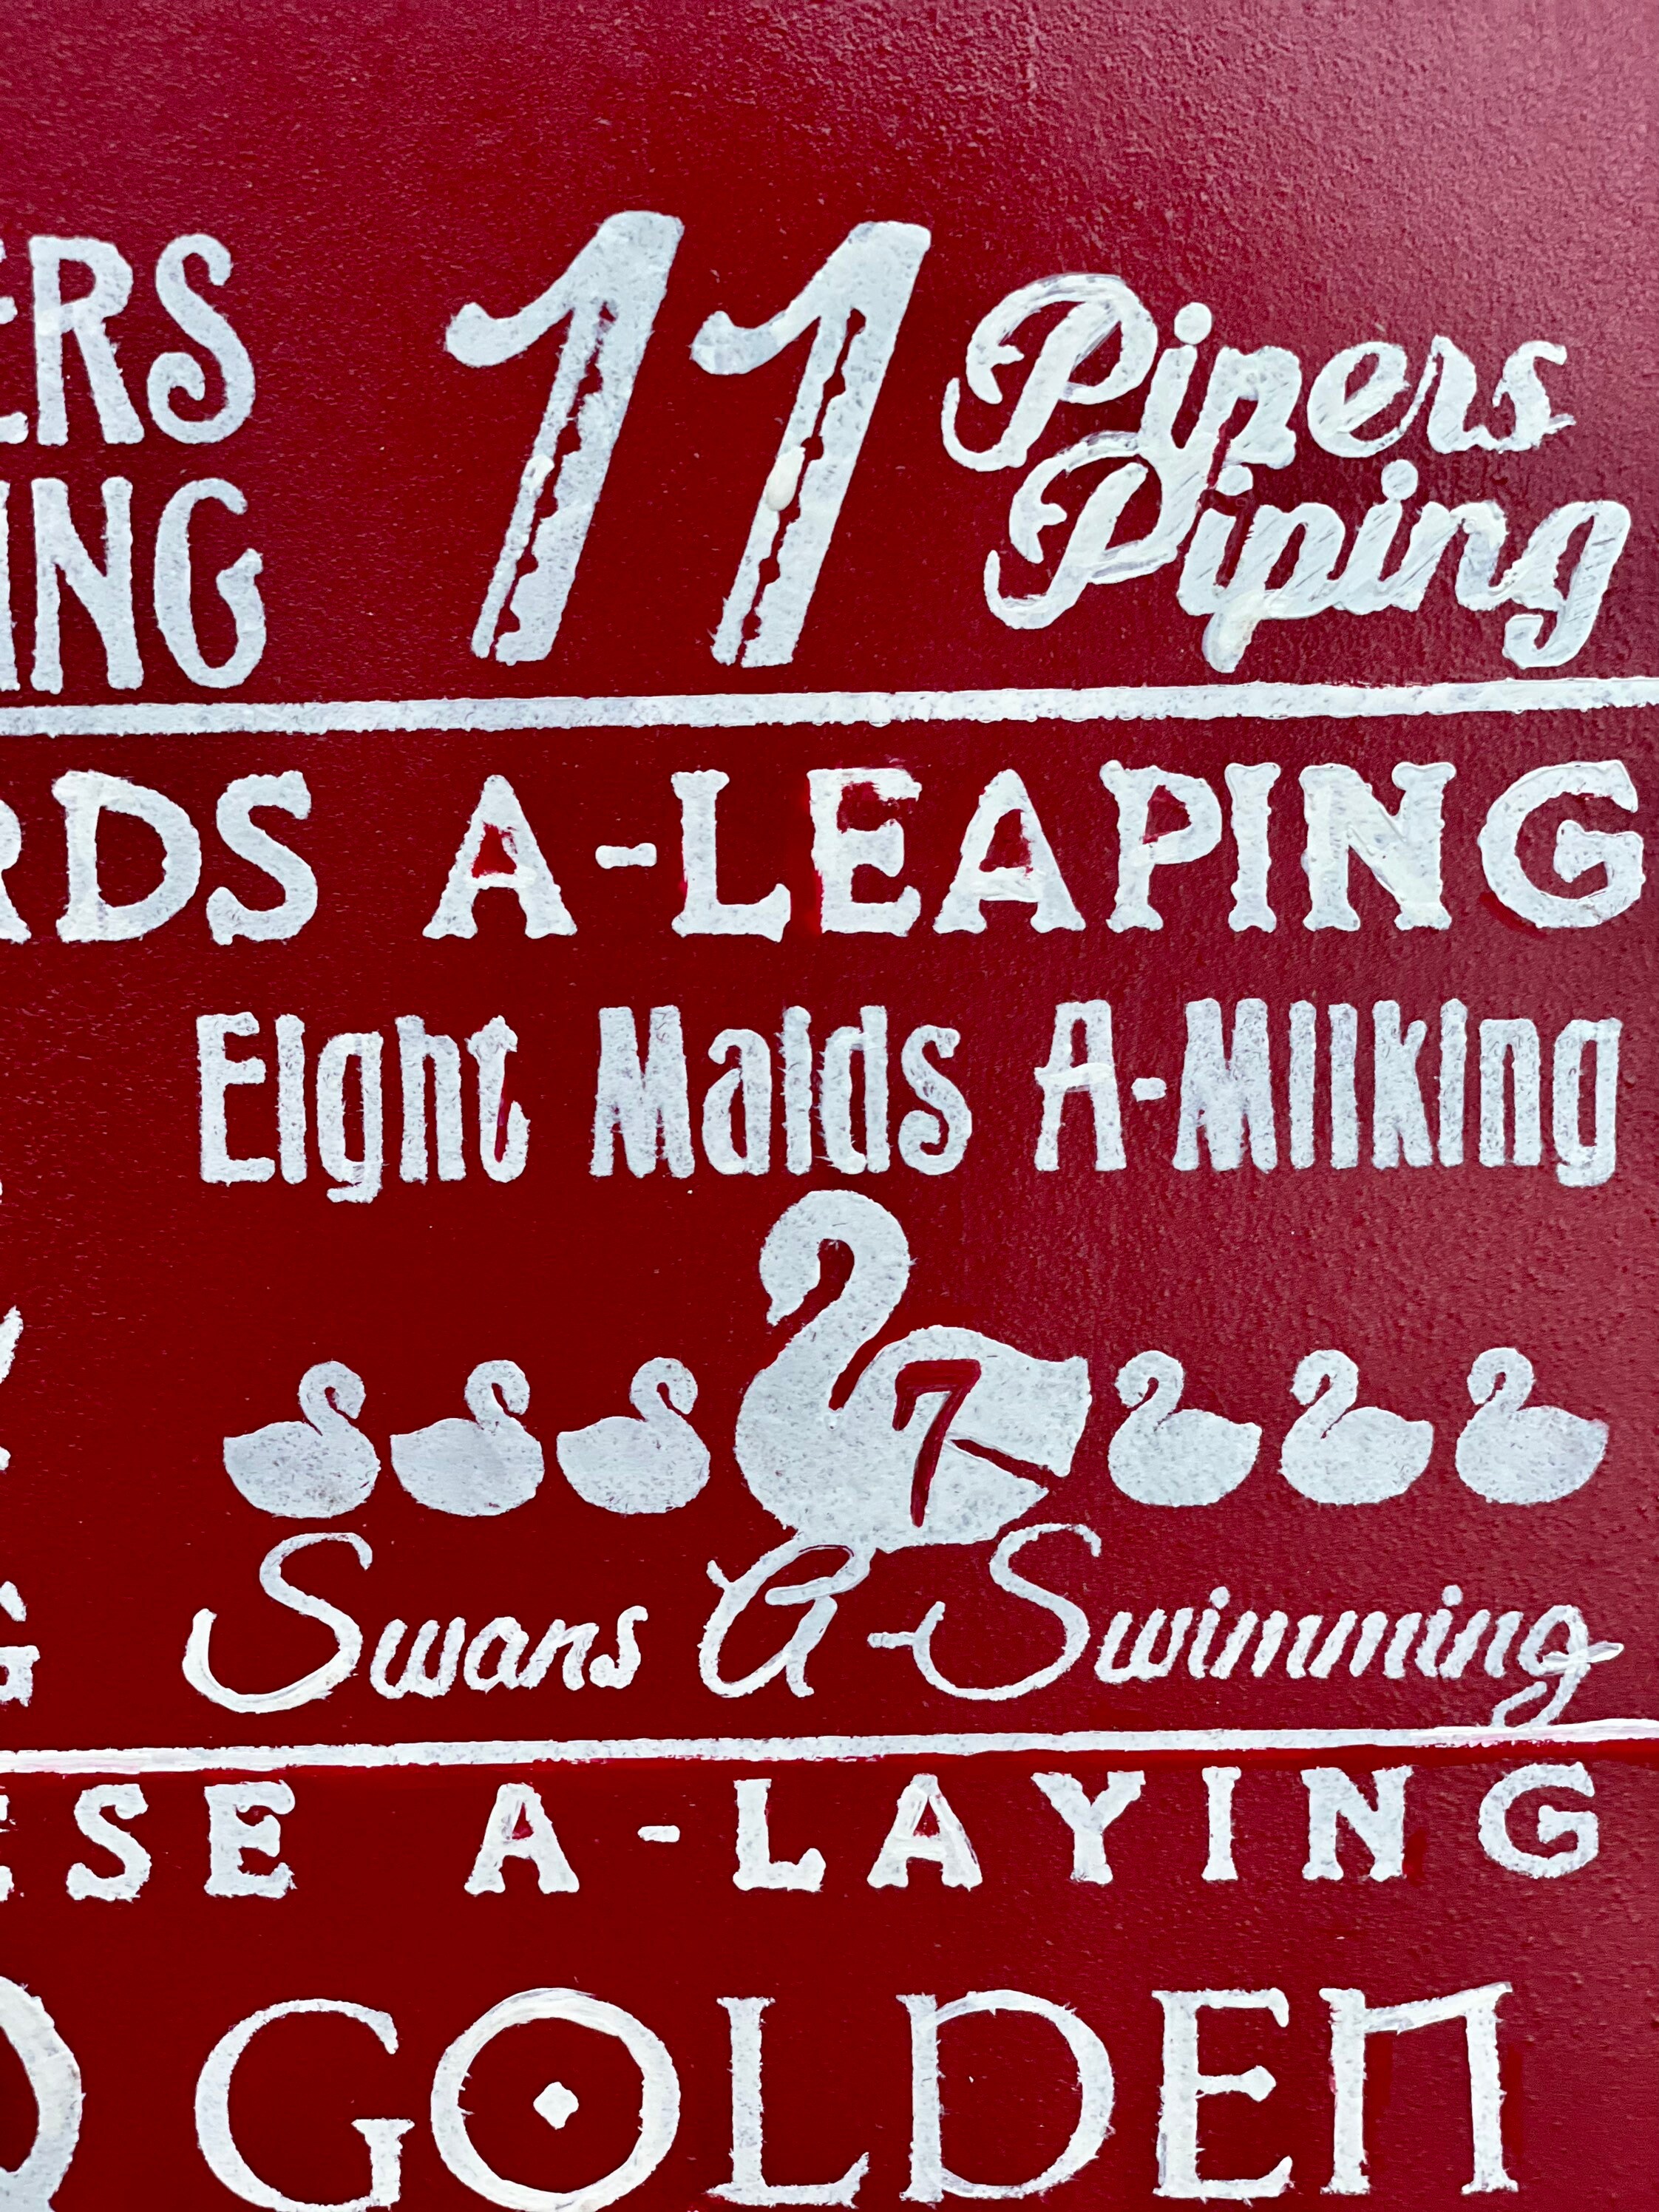 ERS 11 Pipers
ING Piping
RDS A-LEAPING
Eight Maids A-Milking
7
Swans A-Swimming
ESE A-LAYING
GOLDEN